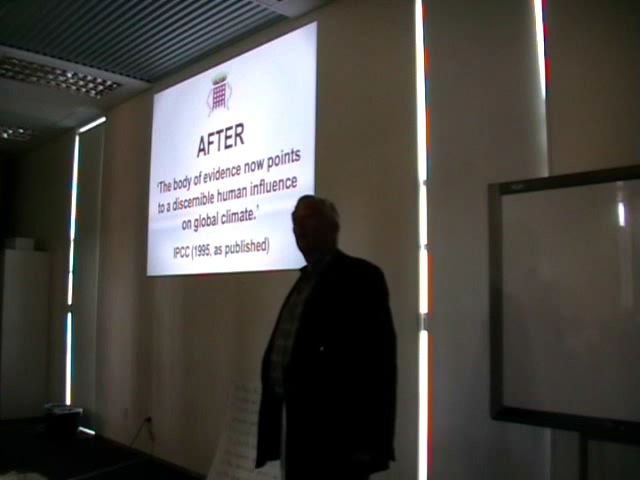 AFTER
'The body of evidence now points
to a discernible human influence
on global climate.'
IPCC (1995, as published)